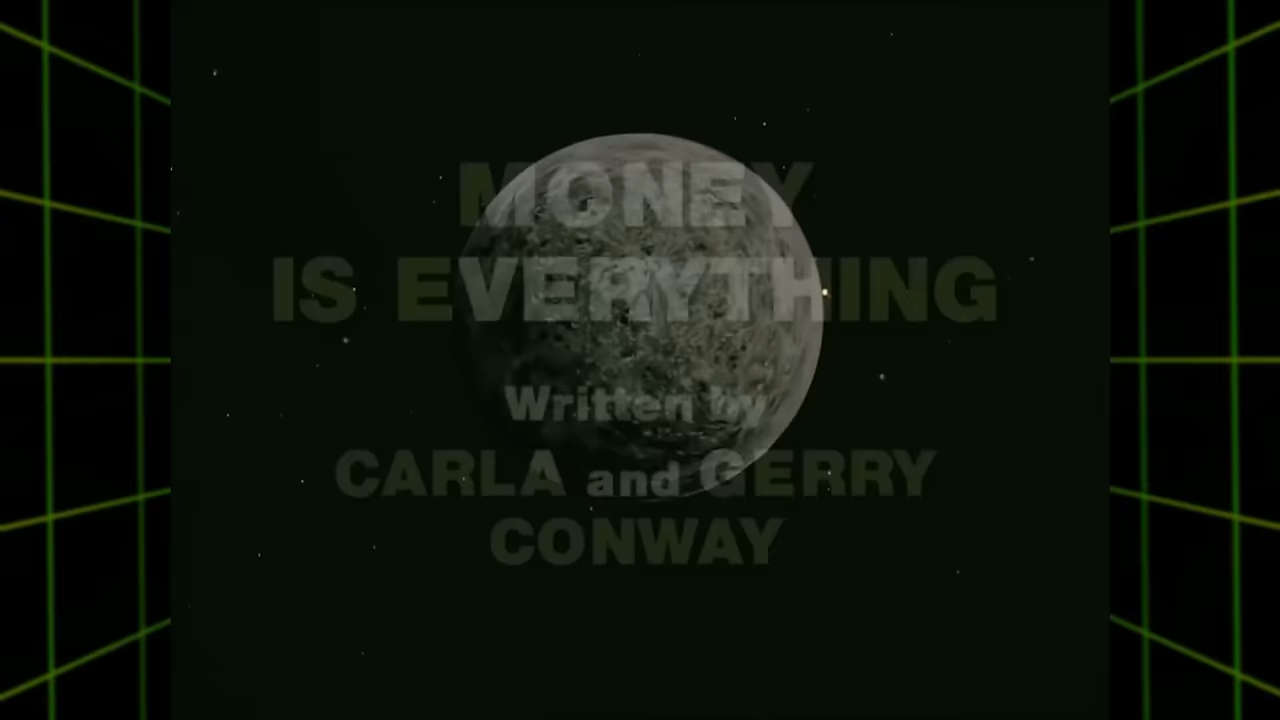 MONEY
IS EVERYTHING
Written by
CARLA and GERRY
CONWAY